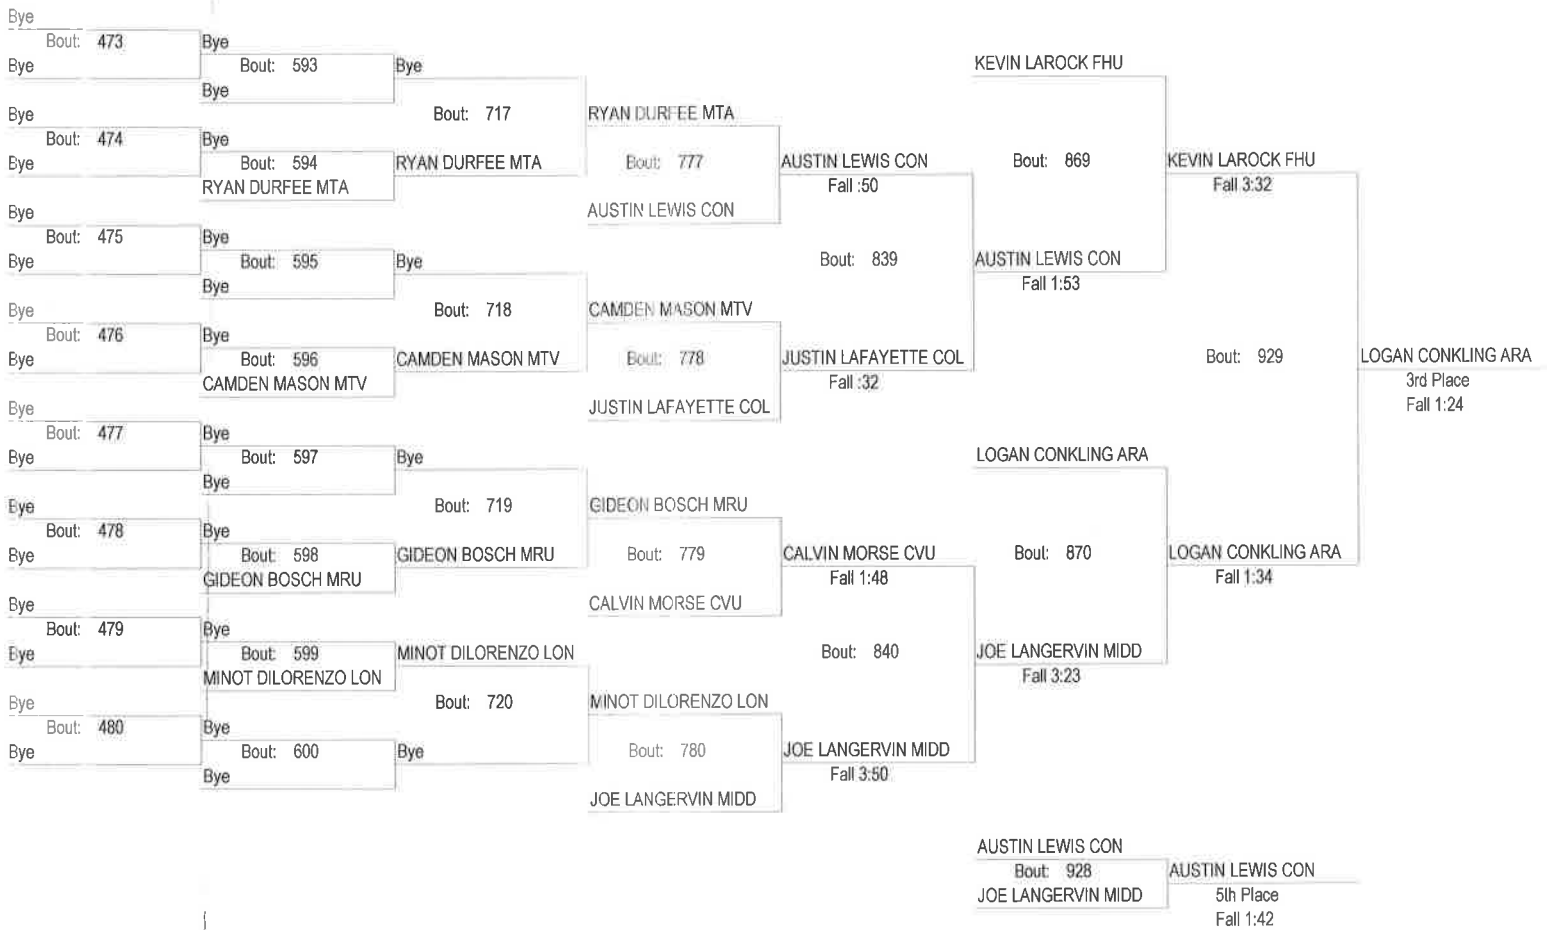 Bye
Bout: 473
Bye
Bye
Bout: 593
Bye
Bye
Bye
Bout: 474
Bye
Bye
Bout: 594
RYAN DURFEE MTA
Bout: 717
RYAN DURFEE MTA
Bye
Bout: 475
Bye
Bye
Bout: 595
Bye
Bye
Bye
Bout: 476
Bye
Bye
Bout: 596
CAMDEN MASON MTV
Bout: 718
CAMDEN MASON MTV
Bye
Bout: 477
Bye
Bye
Bout: 597
Bye
Bye
Bye
Bout: 478
Bye
Bye
Bout: 598
GIDEON BOSCH MRU
Bout: 719
GIDEON BOSCH MRU
Bye
Bout: 479
Bye
Bye
Bout: 599
MINOT DILORENZO LON
MINOT DILORENZO LON
Bout: 720
Bye
Bout: 480
Bye
Bye
Bout: 600
Bye
Bye
RYAN DURFEE MTA
Bout: 777
AUSTIN LEWIS CON
AUSTIN LEWIS CON
Fall :50
Bout: 839
CAMDEN MASON MTV
Bout: 778
JUSTIN LAFAYETTE COL
JUSTIN LAFAYETTE COL
Fall :32
GIDEON BOSCH MRU
Bout: 779
CALVIN MORSE CVU
CALVIN MORSE CVU
Fall 1:48
Bout: 840
MINOT DILORENZO LON
Bout: 780
JOE LANGERVIN MIDD
JOE LANGERVIN MIDD
Fall 3:50
KEVIN LAROCK FHU
Bout: 869
AUSTIN LEWIS CON
Fall 1:53
KEVIN LAROCK FHU
Fall 3:32
Bout: 929
LOGAN CONKLING ARA
3rd Place
Fall 1:24
LOGAN CONKLING ARA
Bout: 870
JOE LANGERVIN MIDD
Fall 3:23
LOGAN CONKLING ARA
Fall 1:34
AUSTIN LEWIS CON
Bout: 928
JOE LANGERVIN MIDD
AUSTIN LEWIS CON
5th Place
Fall 1:42